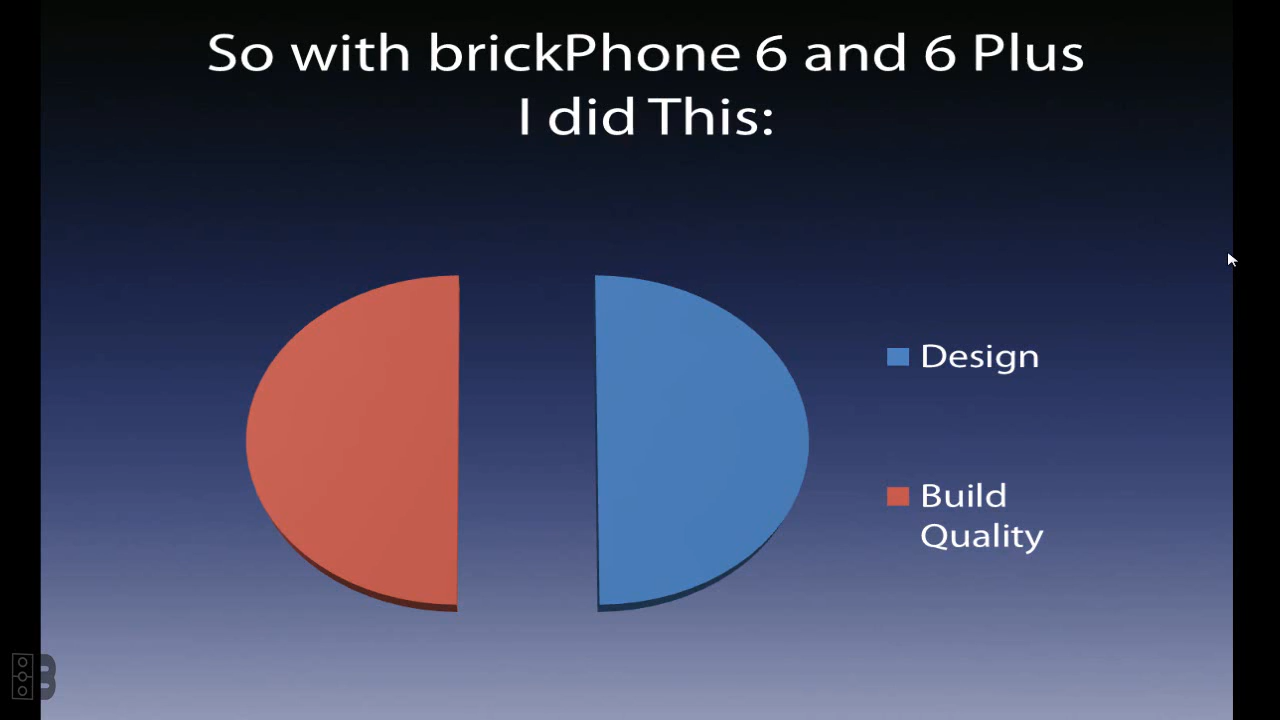 So with brickPhone 6 and 6 Plus
I did This:
Design
Build
Quality